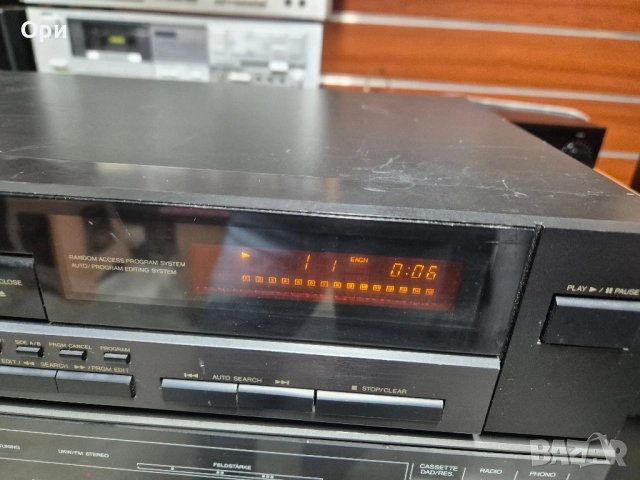 Ори
RANDOM ACCESS PROGRAM SYSTEM
AUTO/PROGRAM EDITING SYSTEM
1 1 EACH 0:06
CLOSE
PLAY ▶/❚❚ PAUSE
SIDE A/B PRGM CANCEL PROGRAM
EDIT/◀◀ SEARCH ▶▶/PRGM EDIT
⏮ AUTO SEARCH ⏭
■ STOP/CLEAR
TUNING
UKW/FM STEREO
FELDSTÄRKE
CASSETTE
DAD/RES.
RADIO
PHONO
BAZAR